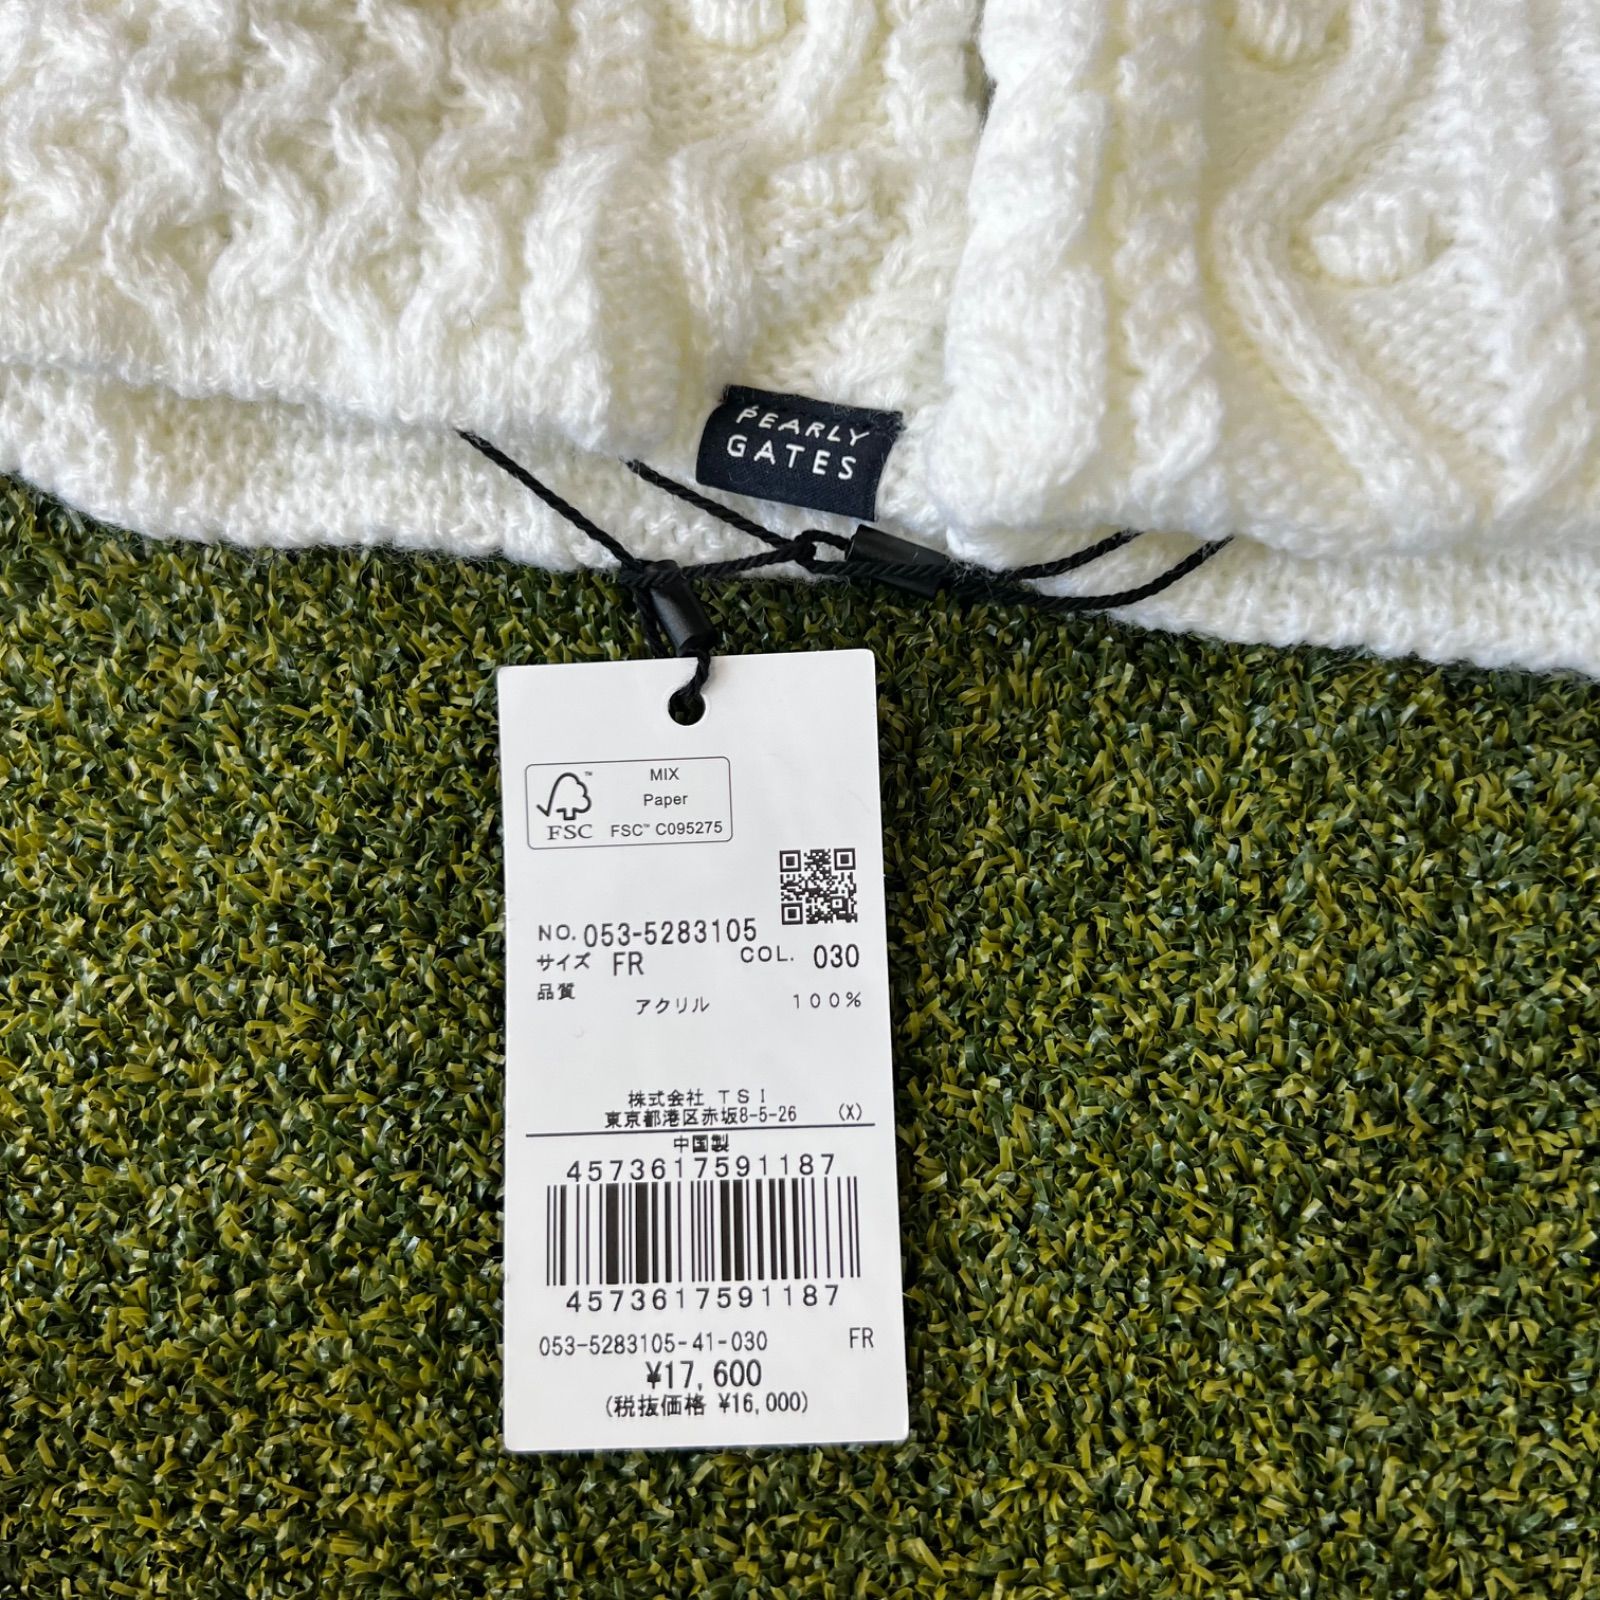 PEARLY
GATES
MIX
Paper
FSC™ C095275
FSC
NO. 053-5283105
サイズ FR COL. 030
品質
アクリル 100%
株式会社 TSI
東京都港区赤坂8-5-26 (X)
中国製
4573617591187
4573617591187
053-5283105-41-030 FR
¥17,600
(税抜価格 ¥16,000)